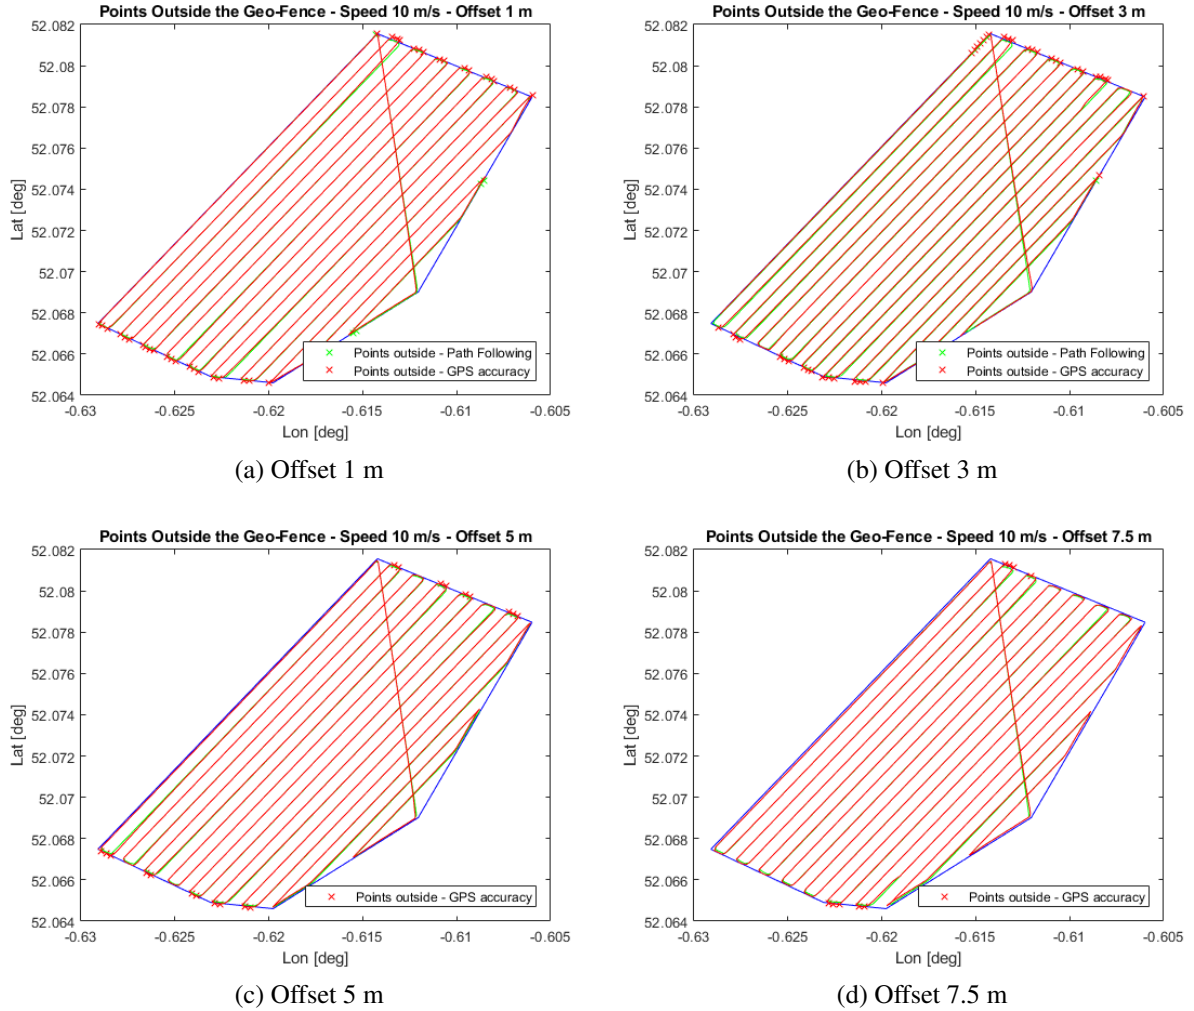 Points Outside the Geo-Fence - Speed 10 m/s - Offset 1 m
52.082
52.08
52.078
52.076
52.074
52.072
52.07
52.068
52.066
52.064
Lat [deg]
Points outside - Path Following
Points outside - GPS accuracy
-0.63
-0.625
-0.62
-0.615
-0.61
-0.605
Lon [deg]
(a) Offset 1 m
Points Outside the Geo-Fence - Speed 10 m/s - Offset 3 m
52.082
52.08
52.078
52.076
52.074
52.072
52.07
52.068
52.066
52.064
Lat [deg]
Points outside - Path Following
Points outside - GPS accuracy
-0.63
-0.625
-0.62
-0.615
-0.61
-0.605
Lon [deg]
(b) Offset 3 m
Points Outside the Geo-Fence - Speed 10 m/s - Offset 5 m
52.082
52.08
52.078
52.076
52.074
52.072
52.07
52.068
52.066
52.064
Lat [deg]
Points outside - GPS accuracy
-0.63
-0.625
-0.62
-0.615
-0.61
-0.605
Lon [deg]
(c) Offset 5 m
Points Outside the Geo-Fence - Speed 10 m/s - Offset 7.5 m
52.082
52.08
52.078
52.076
52.074
52.072
52.07
52.068
52.066
52.064
Lat [deg]
Points outside - GPS accuracy
-0.63
-0.625
-0.62
-0.615
-0.61
-0.605
Lon [deg]
(d) Offset 7.5 m